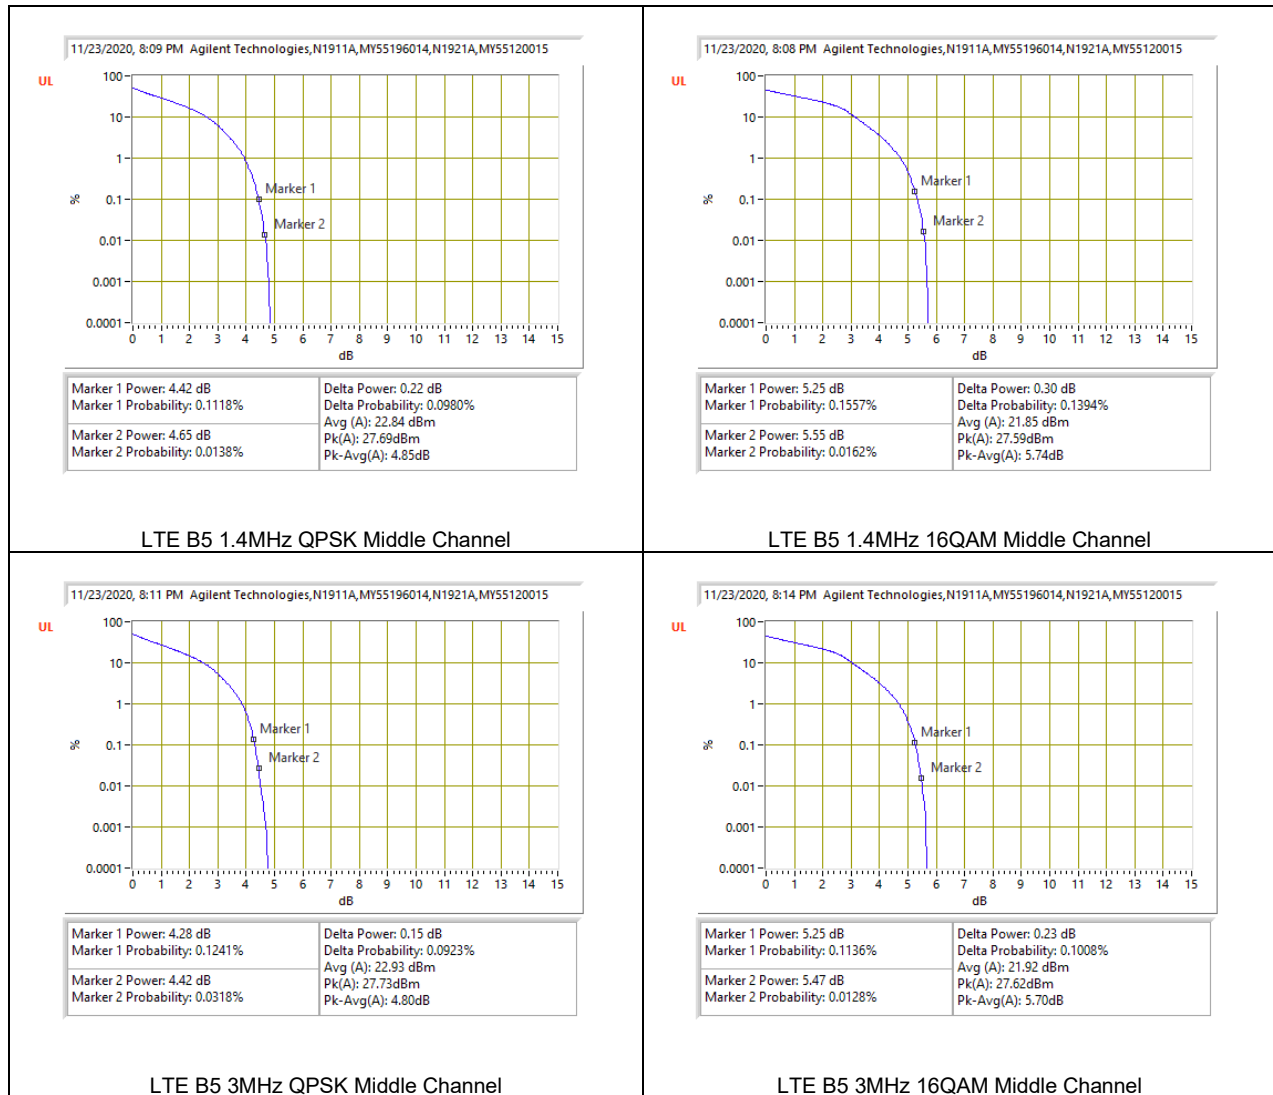 11/23/2020, 8:09 PM Agilent Technologies,N1911A,MY55196014,N1921A,MY55120015
UL
100
10
1
0.1
0.01
0.001
0.0001
%
Marker 1
Marker 2
0 1 2 3 4 5 6 7 8 9 10 11 12 13 14 15
dB
Marker 1 Power: 4.42 dB
Marker 1 Probability: 0.1118%
Marker 2 Power: 4.65 dB
Marker 2 Probability: 0.0138%
Delta Power: 0.22 dB
Delta Probability: 0.0980%
Avg (A): 22.84 dBm
Pk(A): 27.69dBm
Pk-Avg(A): 4.85dB
LTE B5 1.4MHz QPSK Middle Channel
11/23/2020, 8:08 PM Agilent Technologies,N1911A,MY55196014,N1921A,MY55120015
UL
100
10
1
0.1
0.01
0.001
0.0001
%
Marker 1
Marker 2
0 1 2 3 4 5 6 7 8 9 10 11 12 13 14 15
dB
Marker 1 Power: 5.25 dB
Marker 1 Probability: 0.1557%
Marker 2 Power: 5.55 dB
Marker 2 Probability: 0.0162%
Delta Power: 0.30 dB
Delta Probability: 0.1394%
Avg (A): 21.85 dBm
Pk(A): 27.59dBm
Pk-Avg(A): 5.74dB
LTE B5 1.4MHz 16QAM Middle Channel
11/23/2020, 8:11 PM Agilent Technologies,N1911A,MY55196014,N1921A,MY55120015
UL
100
10
1
0.1
0.01
0.001
0.0001
%
Marker 1
Marker 2
0 1 2 3 4 5 6 7 8 9 10 11 12 13 14 15
dB
Marker 1 Power: 4.28 dB
Marker 1 Probability: 0.1241%
Marker 2 Power: 4.42 dB
Marker 2 Probability: 0.0318%
Delta Power: 0.15 dB
Delta Probability: 0.0923%
Avg (A): 22.93 dBm
Pk(A): 27.73dBm
Pk-Avg(A): 4.80dB
LTE B5 3MHz QPSK Middle Channel
11/23/2020, 8:14 PM Agilent Technologies,N1911A,MY55196014,N1921A,MY55120015
UL
100
10
1
0.1
0.01
0.001
0.0001
%
Marker 1
Marker 2
0 1 2 3 4 5 6 7 8 9 10 11 12 13 14 15
dB
Marker 1 Power: 5.25 dB
Marker 1 Probability: 0.1136%
Marker 2 Power: 5.47 dB
Marker 2 Probability: 0.0128%
Delta Power: 0.23 dB
Delta Probability: 0.1008%
Avg (A): 21.92 dBm
Pk(A): 27.62dBm
Pk-Avg(A): 5.70dB
LTE B5 3MHz 16QAM Middle Channel